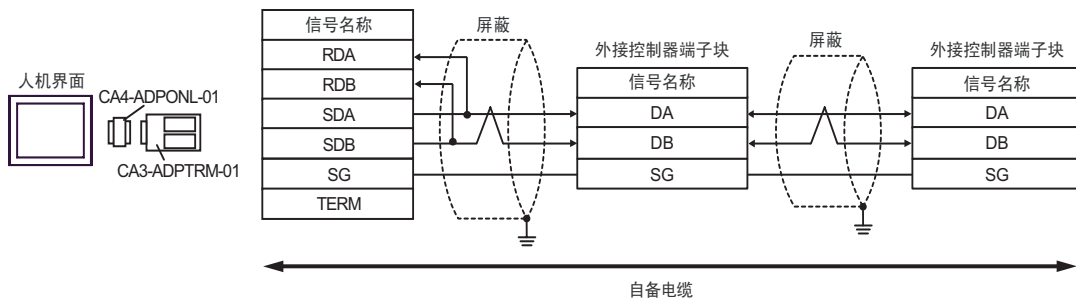 人机界面
CA4-ADPONL-01
CA3-ADPTRM-01
信号名称
RDA
RDB
SDA
SDB
SG
TERM
屏蔽
外接控制器端子块
信号名称
DA
DB
SG
屏蔽
外接控制器端子块
信号名称
DA
DB
SG
自备电缆